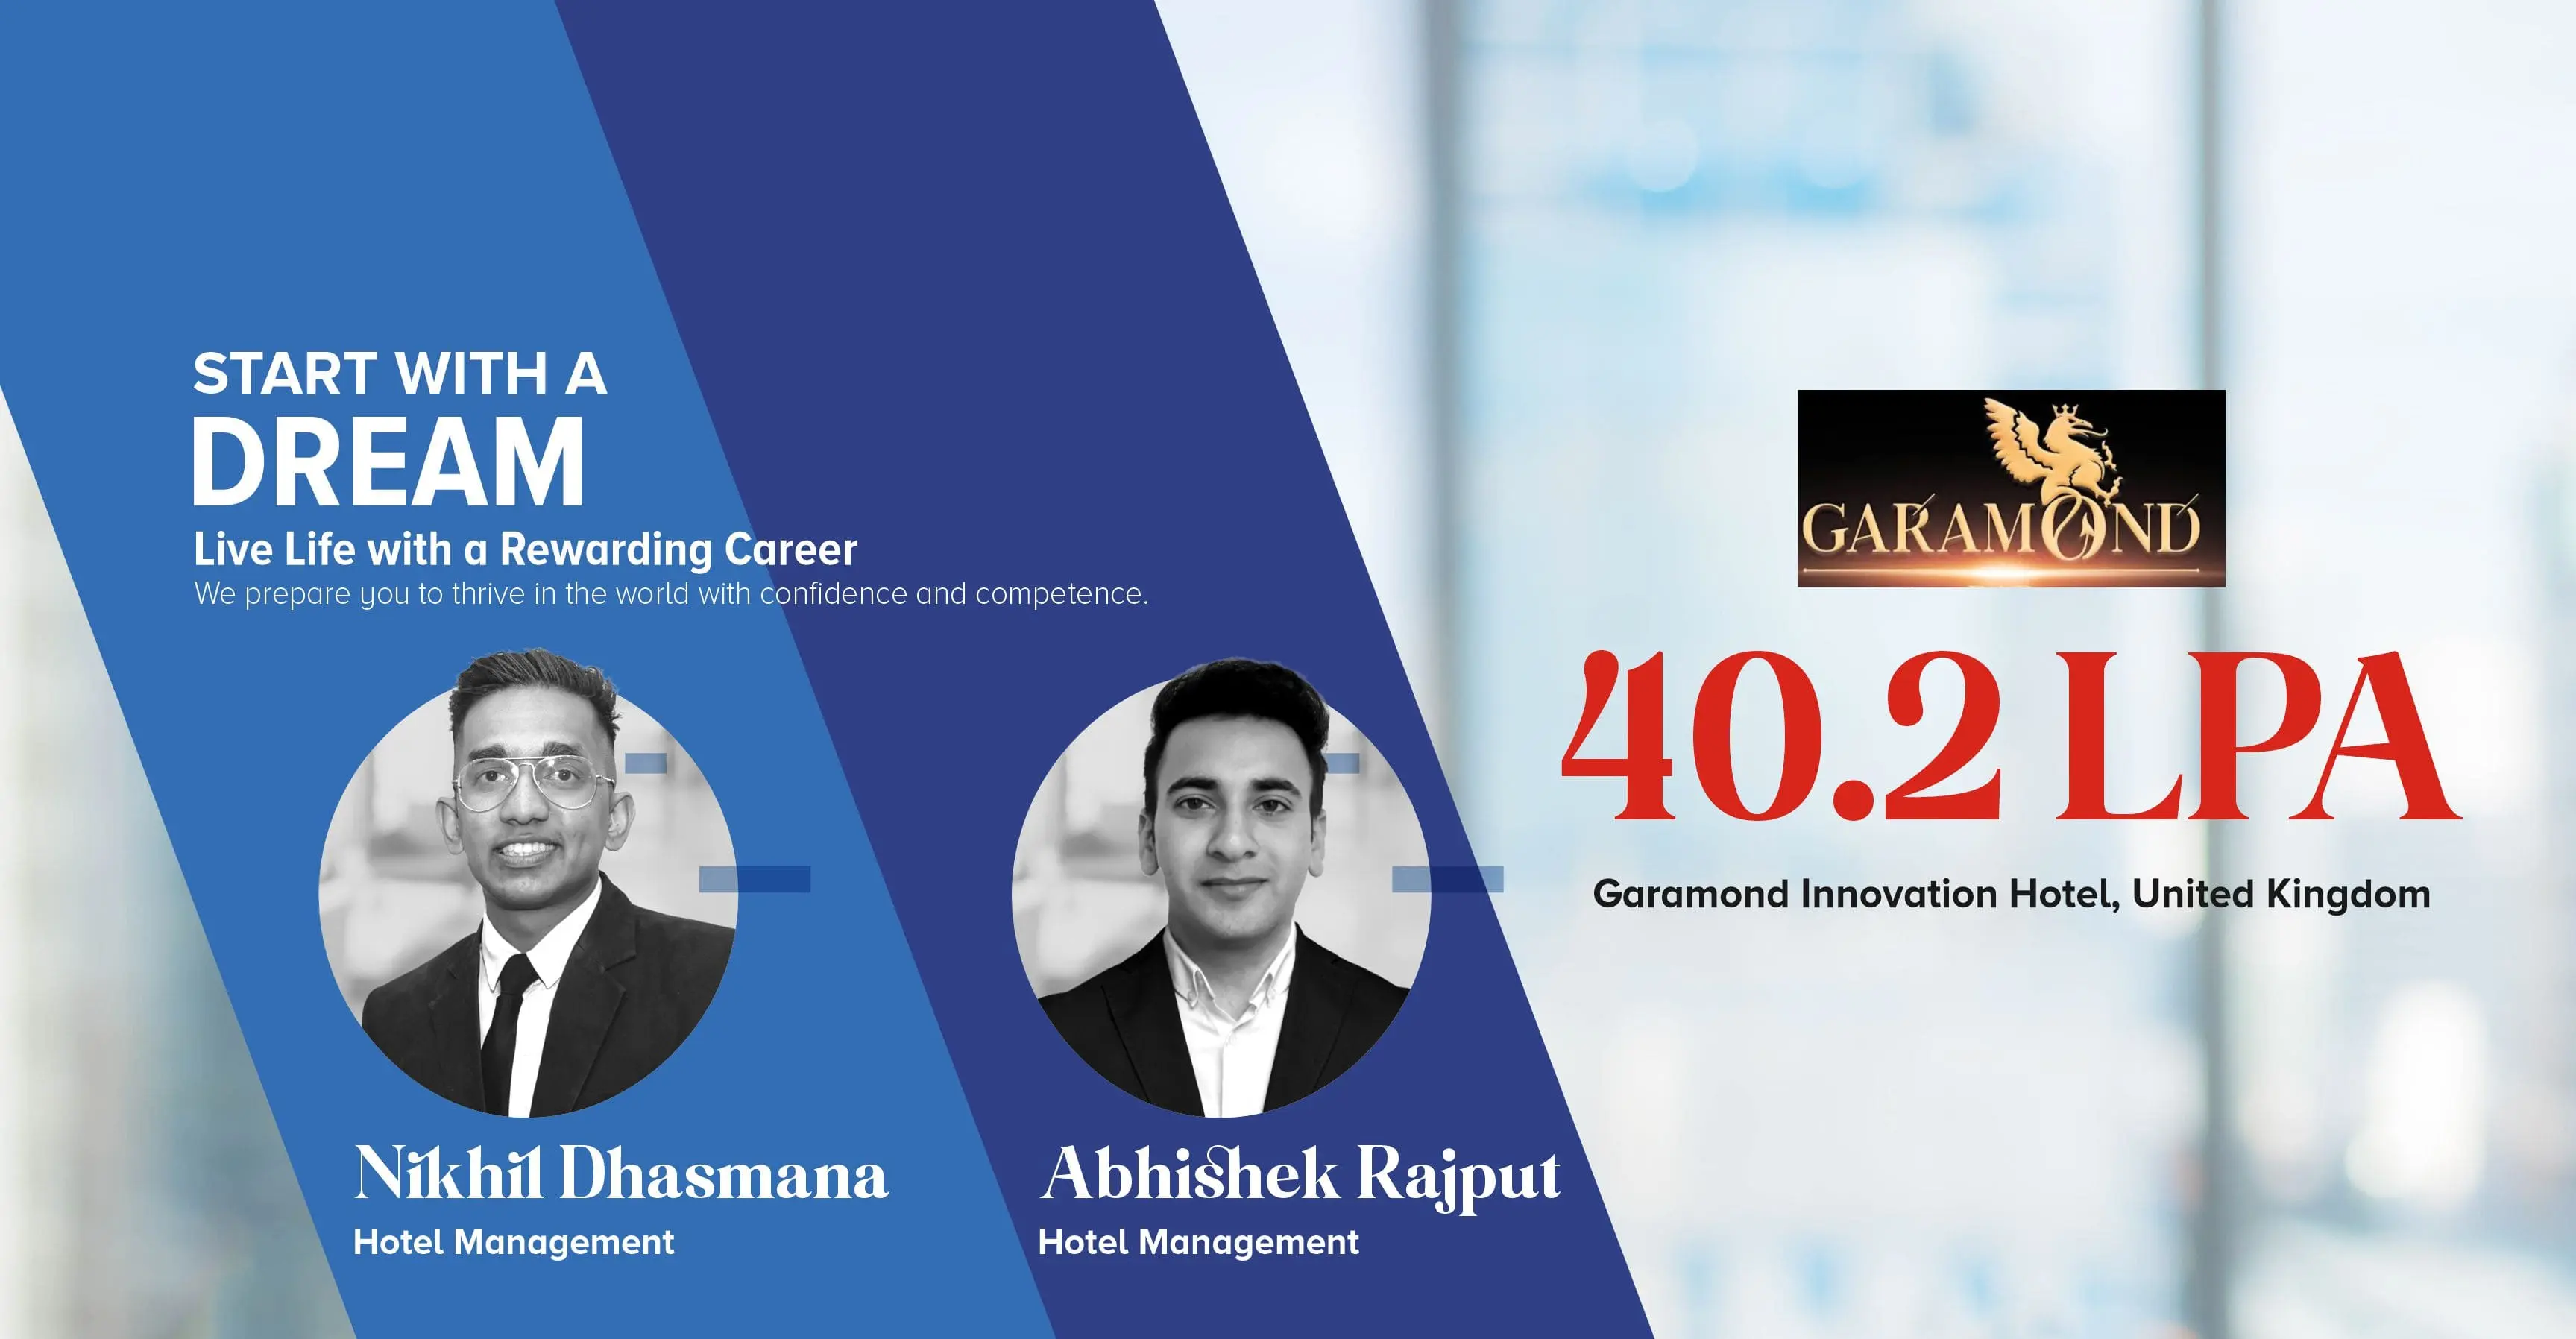 START WITH A
DREAM
Live Life with a Rewarding Career
We prepare you to thrive in the world with confidence and competence.
Nikhil Dhasmana
Hotel Management
Abhishek Rajput
Hotel Management
GARAMOND
40.2 LPA
Garamond Innovation Hotel, United Kingdom